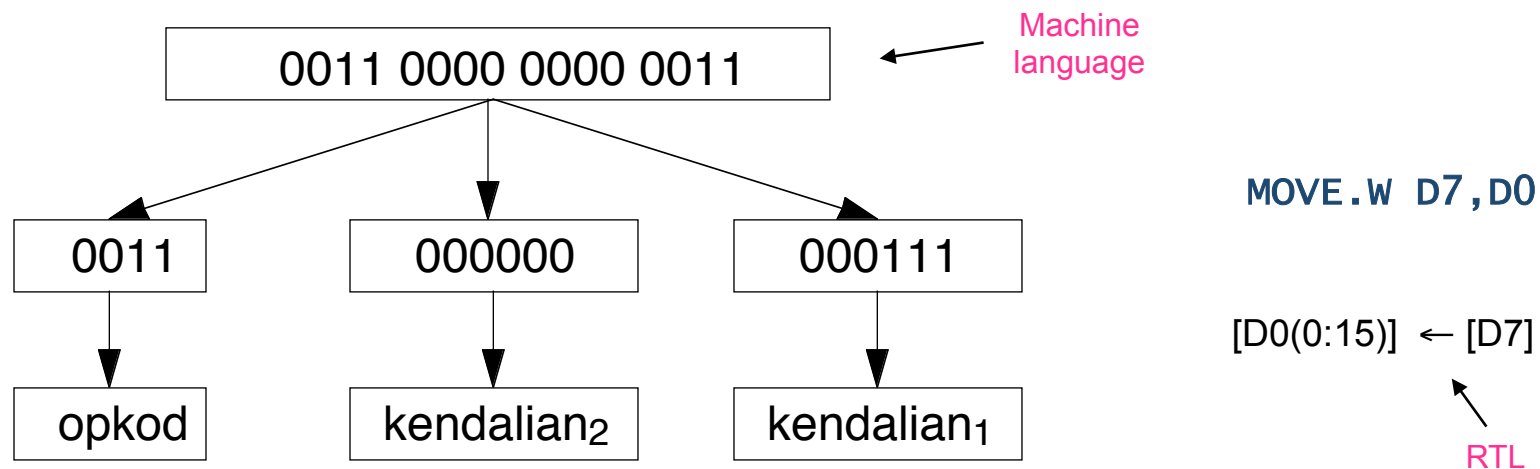 Machine
language
0011 0000 0000 0011
MOVE.W D7,D0
0011
000000
000111
[D0(0:15)] ← [D7]
opkod
kendalian₂
kendalian₁
RTL